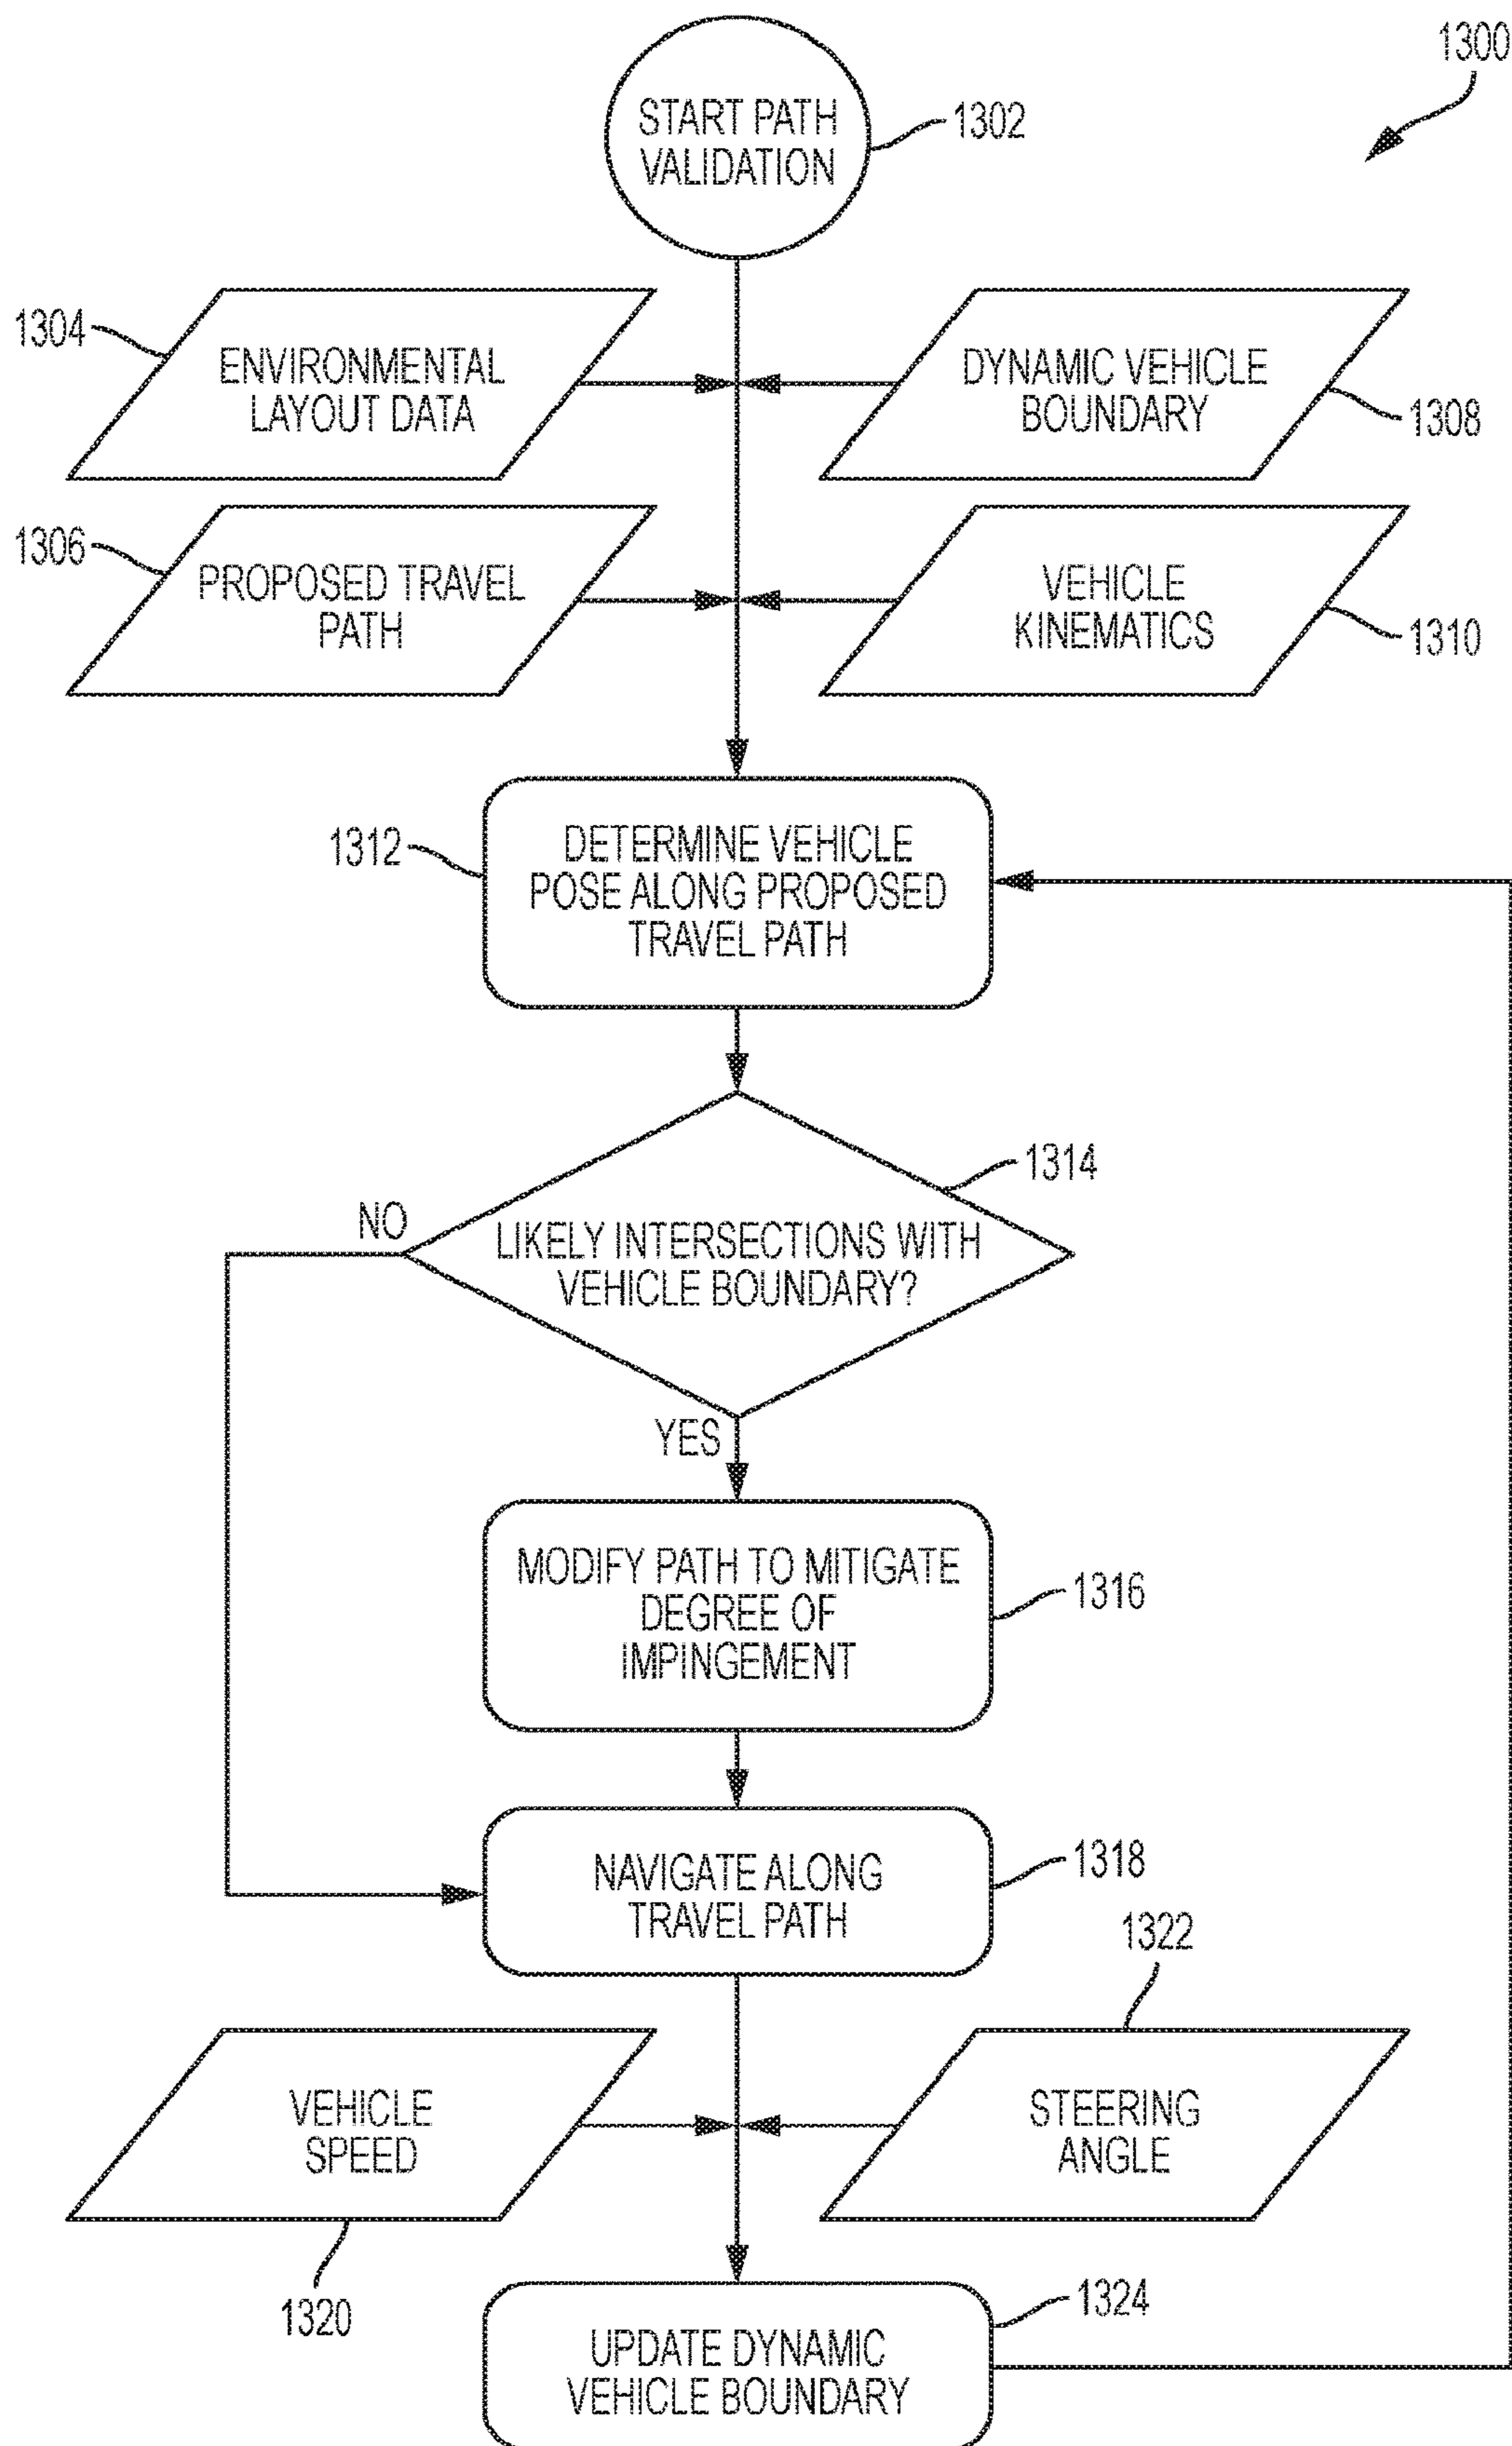 1300
START PATH
VALIDATION
1302
1304
ENVIRONMENTAL
LAYOUT DATA
DYNAMIC VEHICLE
BOUNDARY
1308
1306
PROPOSED TRAVEL
PATH
VEHICLE
KINEMATICS
1310
1312
DETERMINE VEHICLE
POSE ALONG PROPOSED
TRAVEL PATH
1314
NO
LIKELY INTERSECTIONS WITH
VEHICLE BOUNDARY?
YES
MODIFY PATH TO MITIGATE
DEGREE OF
IMPINGEMENT
1316
NAVIGATE ALONG
TRAVEL PATH
1318
1322
VEHICLE
SPEED
STEERING
ANGLE
1320
1324
UPDATE DYNAMIC
VEHICLE BOUNDARY